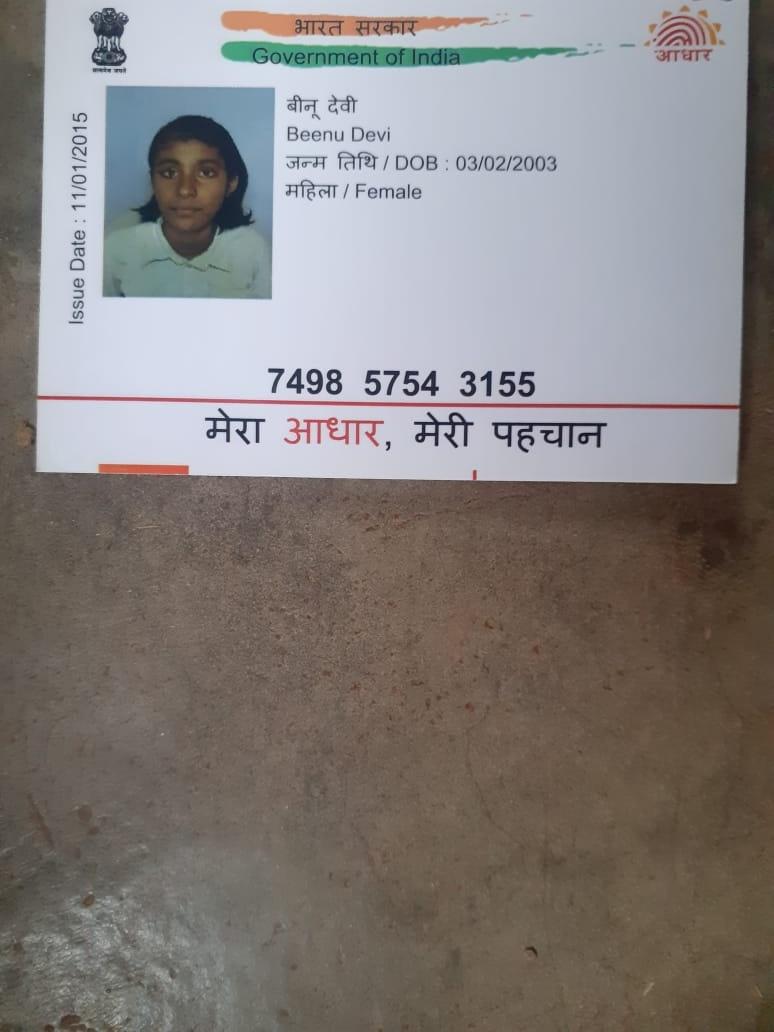 भारत सरकार
Government of India
सत्यमेव जयते
आधार
Issue Date : 11/01/2015
बीनू देवी
Beenu Devi
जन्म तिथि / DOB : 03/02/2003
महिला / Female
7498 5754 3155
मेरा आधार, मेरी पहचान